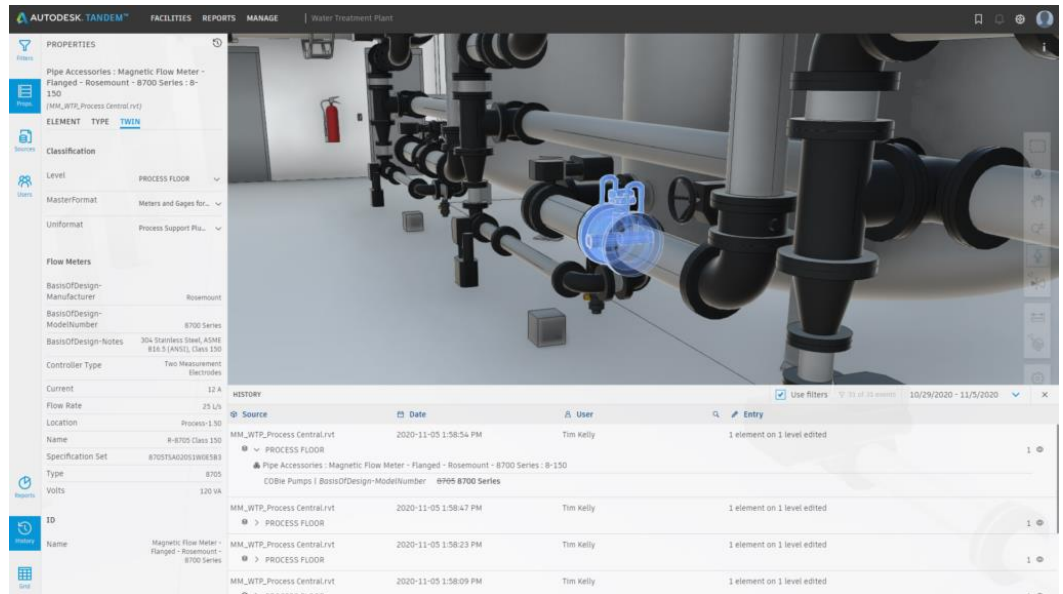 AUTODESK TANDEM™ FACILITIES REPORTS MANAGE Water Treatment Plant
Filters
Props
Sources
Users
Reports
History
Grid
PROPERTIES
Pipe Accessories : Magnetic Flow Meter -
Flanged - Rosemount - 8700 Series : 8-
150
(MM_WTP_Process Central.rvt)
ELEMENT TYPE TWIN
Classification
Level PROCESS FLOOR
MasterFormat Meters and Gages for...
Uniformat Process Support Plu...
Flow Meters
BasisOfDesign-
Manufacturer Rosemount
BasisOfDesign-
ModelNumber 8700 Series
BasisOfDesign-Notes 304 Stainless Steel, ASME
B16.5 (ANSI), Class 150
Controller Type Two Measurement
Electrodes
Current 12 A
Flow Rate 25 L/s
Location Process-1.50
Name R-8705 Class 150
Specification Set
Type 8705
Volts 120 VA
ID
Name Magnetic Flow Meter -
Flanged - Rosemount -
8700 Series
HISTORY Use filters 10/29/2020 - 11/5/2020
Source Date User Entry
MM_WTP_Process Central.rvt 2020-11-05 1:58:54 PM Tim Kelly 1 element on 1 level edited
PROCESS FLOOR 1
Pipe Accessories : Magnetic Flow Meter - Flanged - Rosemount - 8700 Series : 8-150
COBie Pumps | BasisOfDesign-ModelNumber 8705 8700 Series
MM_WTP_Process Central.rvt 2020-11-05 1:58:47 PM Tim Kelly 1 element on 1 level edited
PROCESS FLOOR 1
MM_WTP_Process Central.rvt 2020-11-05 1:58:23 PM Tim Kelly 1 element on 1 level edited
PROCESS FLOOR 1
MM_WTP_Process Central.rvt 2020-11-05 1:58:09 PM Tim Kelly 1 element on 1 level edited